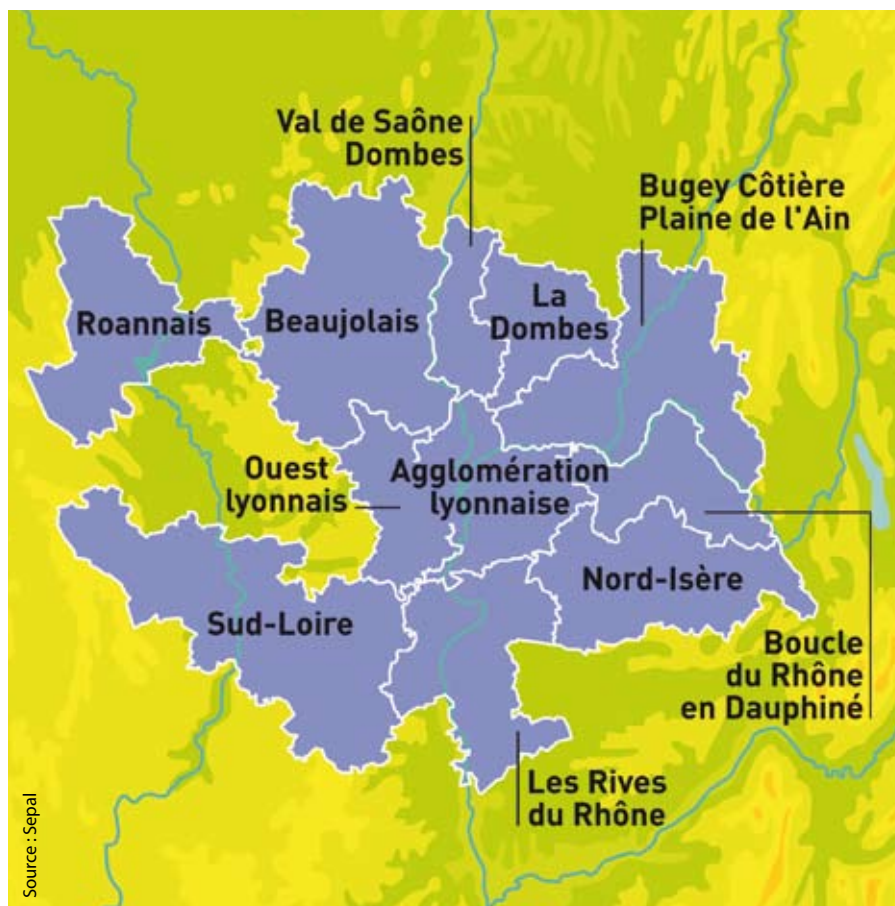 Val de Saône
Dombes
Bugey Côtière
Plaine de l'Ain
La
Dombes
Roannais
Beaujolais
Ouest
lyonnais
Agglomération
lyonnaise
Nord-Isère
Sud-Loire
Boucle
du Rhône
en Dauphiné
Les Rives
du Rhône
Source : Sepal